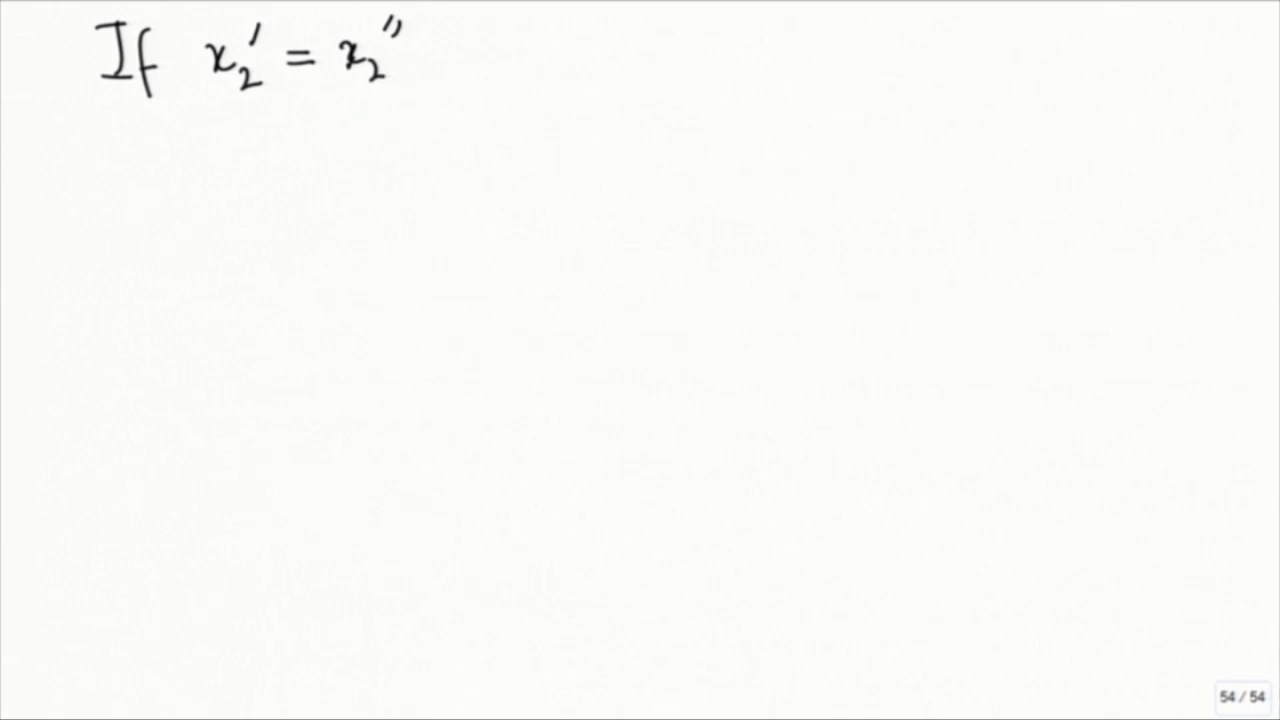 If x₂' = x₂''
54 / 54